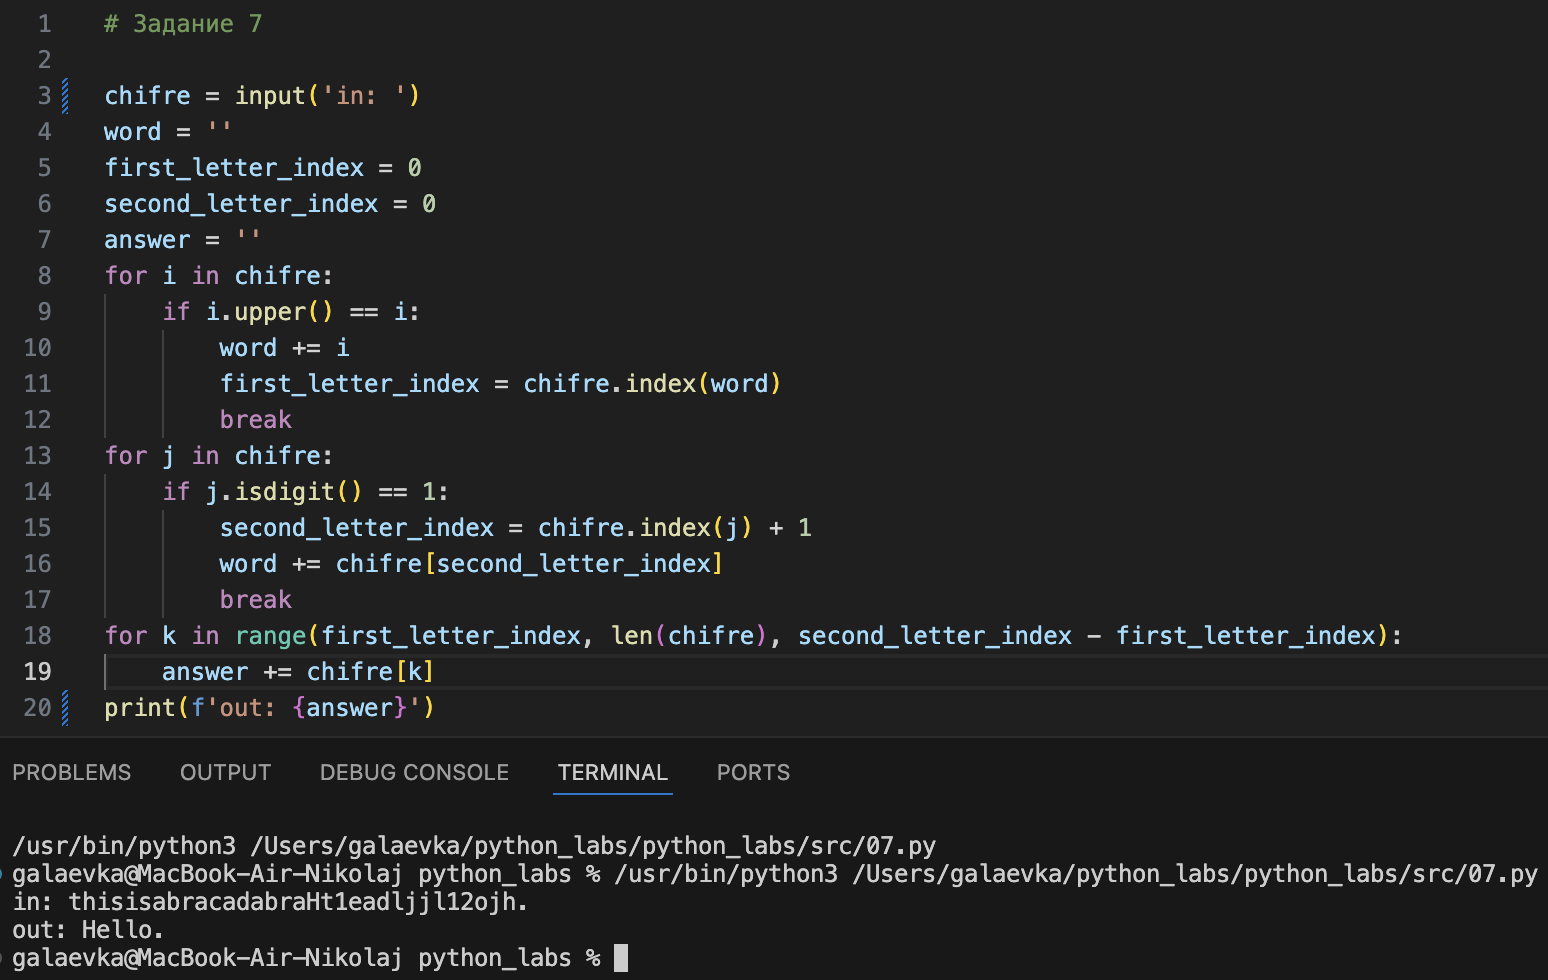 1 # Задание 7
2
3 chifre = input('in: ')
4 word = ''
5 first_letter_index = 0
6 second_letter_index = 0
7 answer = ''
8 for i in chifre:
9     if i.upper() == i:
10         word += i
11         first_letter_index = chifre.index(word)
12         break
13 for j in chifre:
14     if j.isdigit() == 1:
15         second_letter_index = chifre.index(j) + 1
16         word += chifre[second_letter_index]
17         break
18 for k in range(first_letter_index, len(chifre), second_letter_index - first_letter_index):
19     answer += chifre[k]
20 print(f'out: {answer}')
PROBLEMS OUTPUT DEBUG CONSOLE TERMINAL PORTS
/usr/bin/python3 /Users/galaevka/python_labs/python_labs/src/07.py
galaevka@MacBook-Air-Nikolaj python_labs % /usr/bin/python3 /Users/galaevka/python_labs/python_labs/src/07.py
in: thisisabracadabraHt1eadljjl12ojh.
out: Hello.
galaevka@MacBook-Air-Nikolaj python_labs %